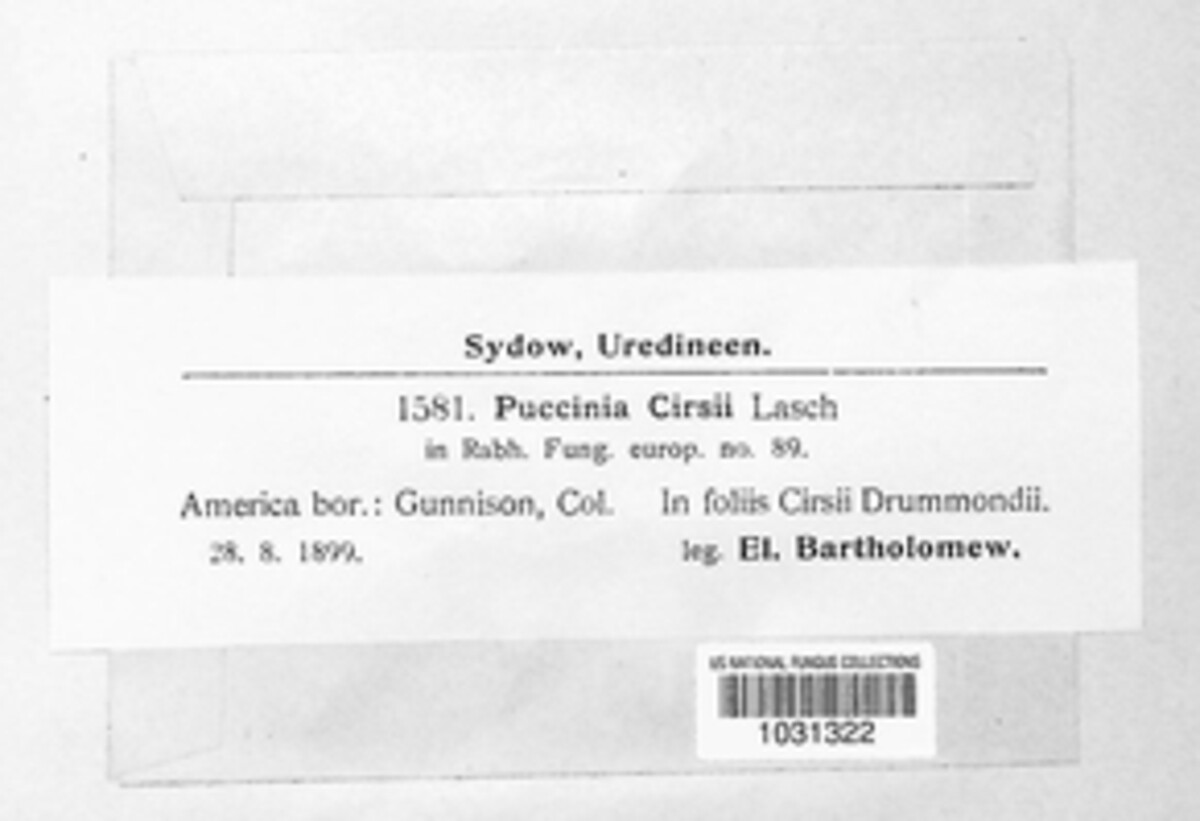 Sydow, Uredineen.
1581. Puccinia Cirsii Lasch
in Rabh. Fung. europ. no. 89.
America bor.: Gunnison, Col. In foliis Cirsii Drummondii.
28. 8. 1899. leg. El. Bartholomew.
US NATIONAL FUNGUS COLLECTIONS
1031322